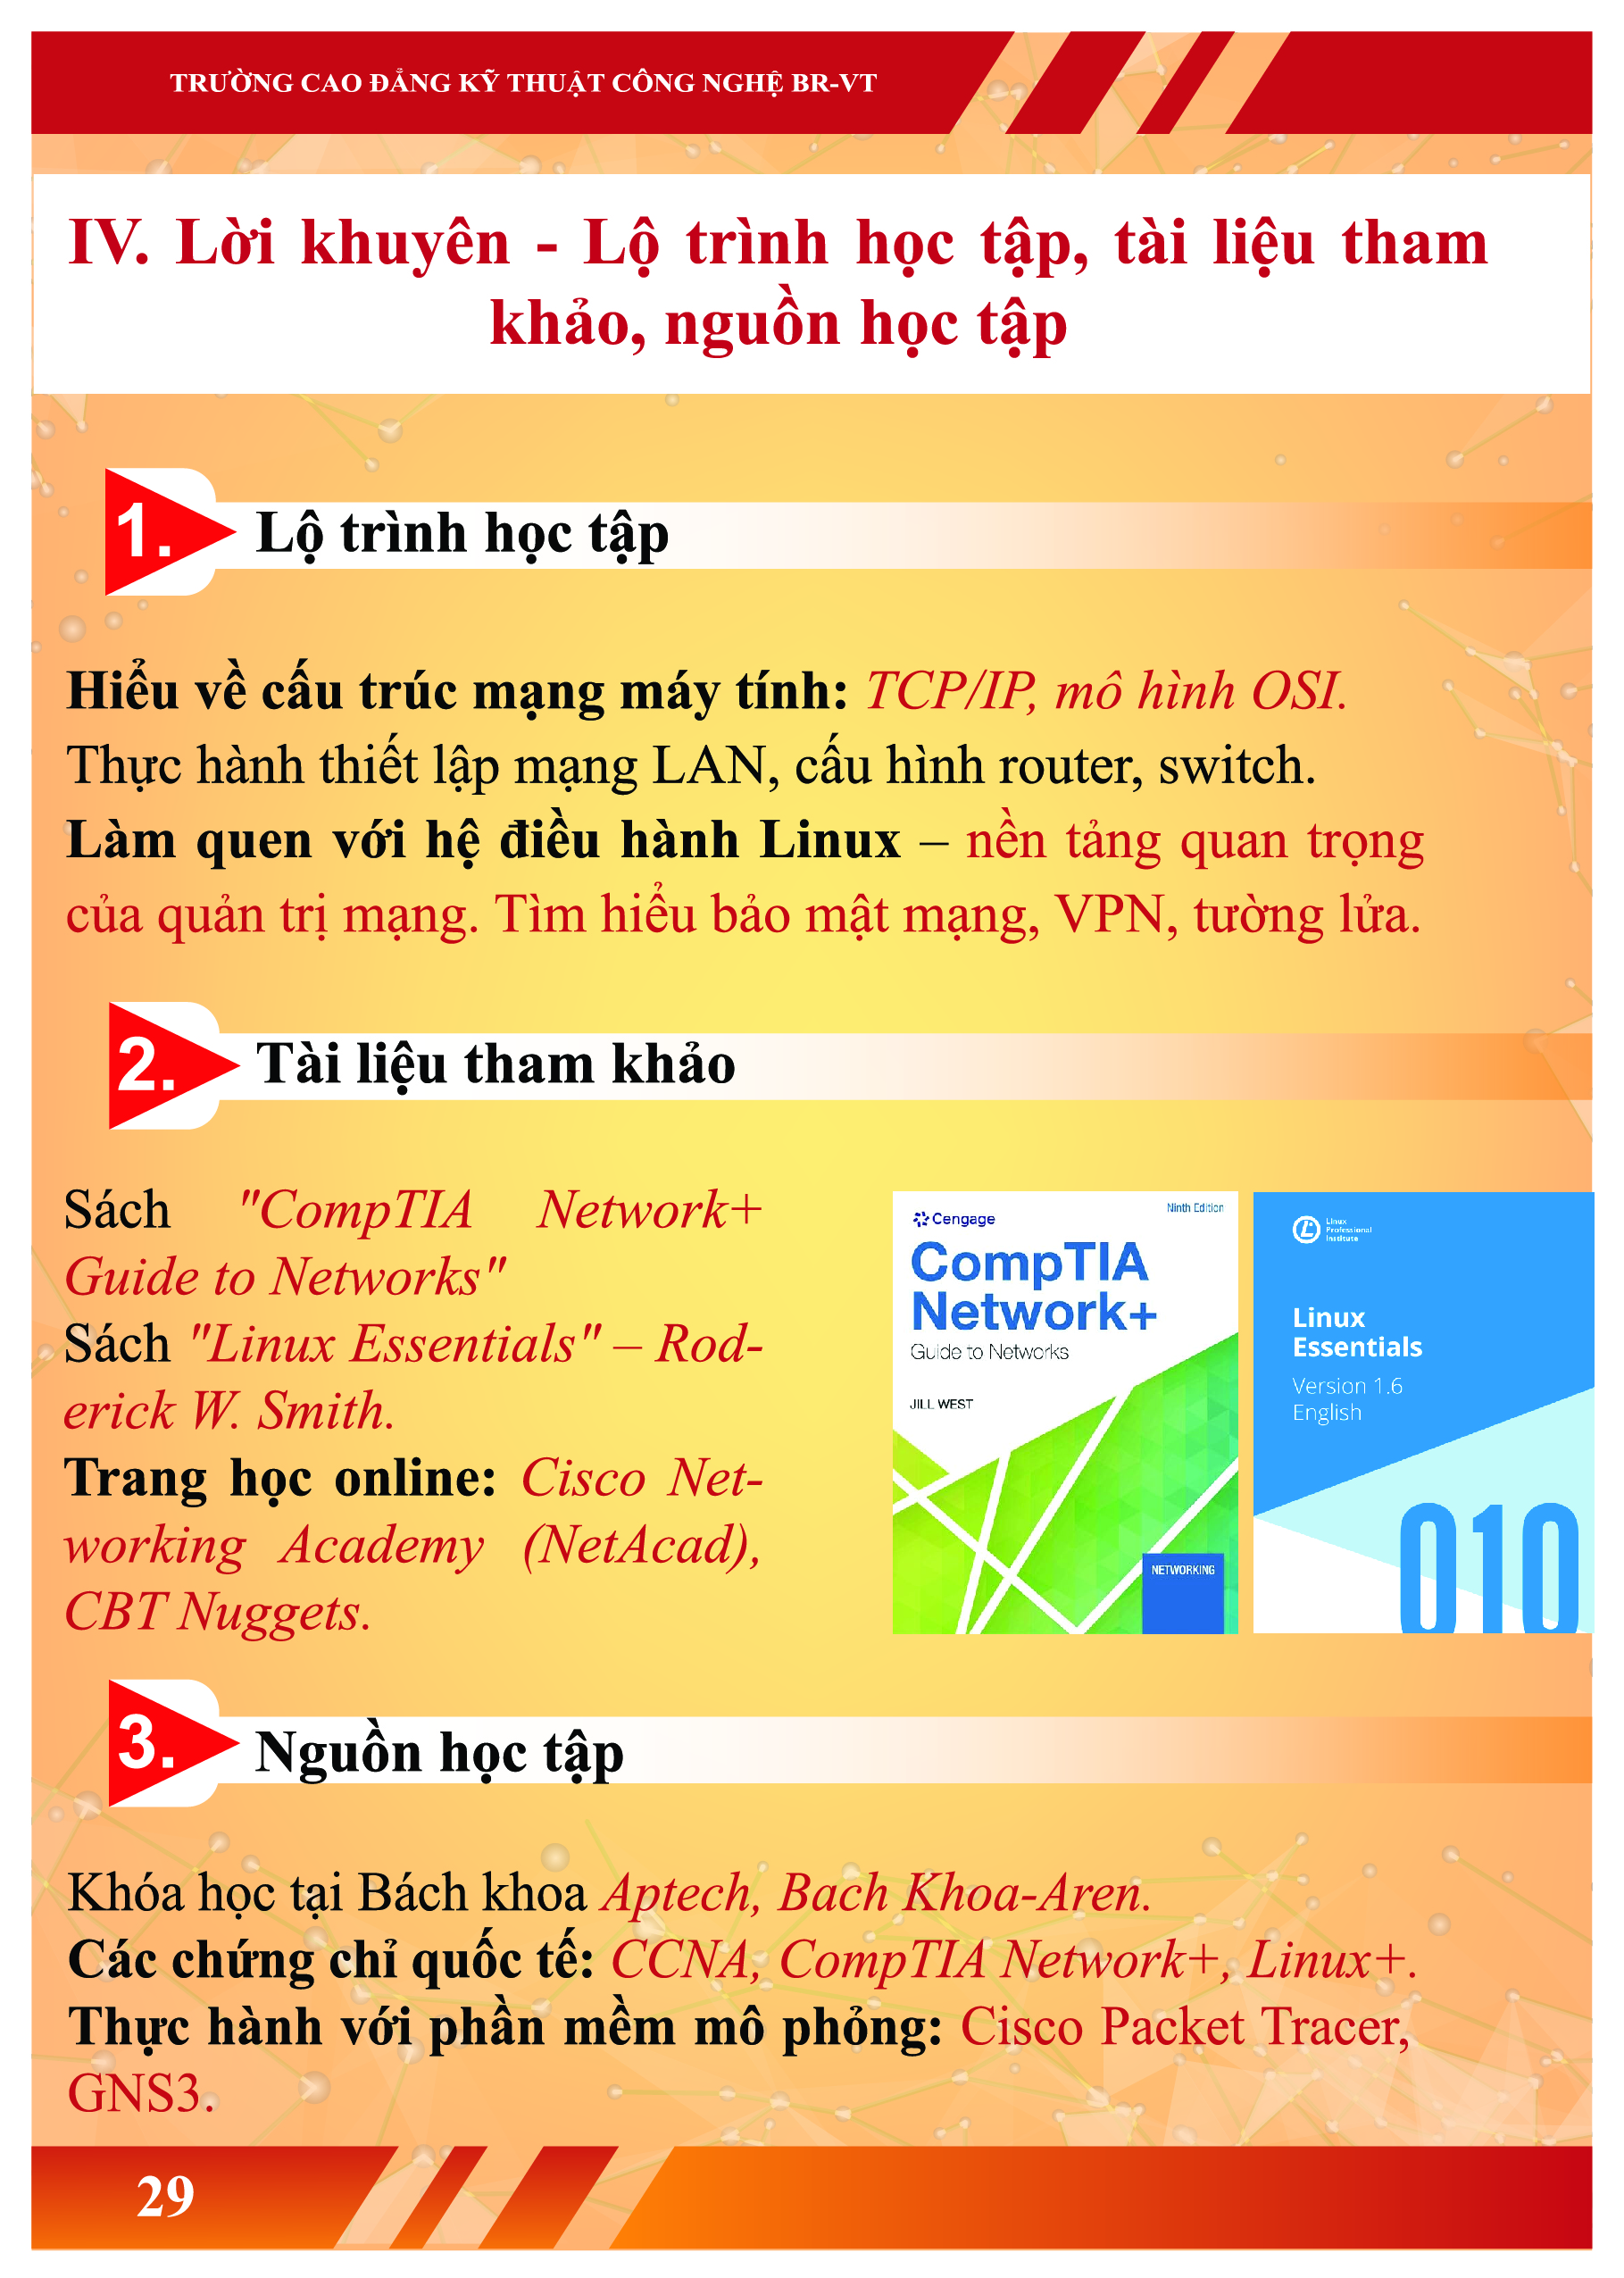 TRƯỜNG CAO ĐẲNG KỸ THUẬT CÔNG NGHỆ BR-VT
IV. Lời khuyên - Lộ trình học tập, tài liệu tham
khảo, nguồn học tập
1. Lộ trình học tập
Hiểu về cấu trúc mạng máy tính: TCP/IP, mô hình OSI.
Thực hành thiết lập mạng LAN, cấu hình router, switch.
Làm quen với hệ điều hành Linux – nền tảng quan trọng
của quản trị mạng. Tìm hiểu bảo mật mạng, VPN, tường lửa.
2. Tài liệu tham khảo
Sách "CompTIA Network+
Guide to Networks"
Sách "Linux Essentials" – Rod-
erick W. Smith.
Trang học online: Cisco Net-
working Academy (NetAcad),
CBT Nuggets.
Cengage
Ninth Edition
CompTIA
Network+
Guide to Networks
JILL WEST
NETWORKING
Linux
Professional
Institute
Linux
Essentials
Version 1.6
English
010
3. Nguồn học tập
Khóa học tại Bách khoa Aptech, Bach Khoa-Aren.
Các chứng chỉ quốc tế: CCNA, CompTIA Network+, Linux+.
Thực hành với phần mềm mô phỏng: Cisco Packet Tracer,
GNS3.
29